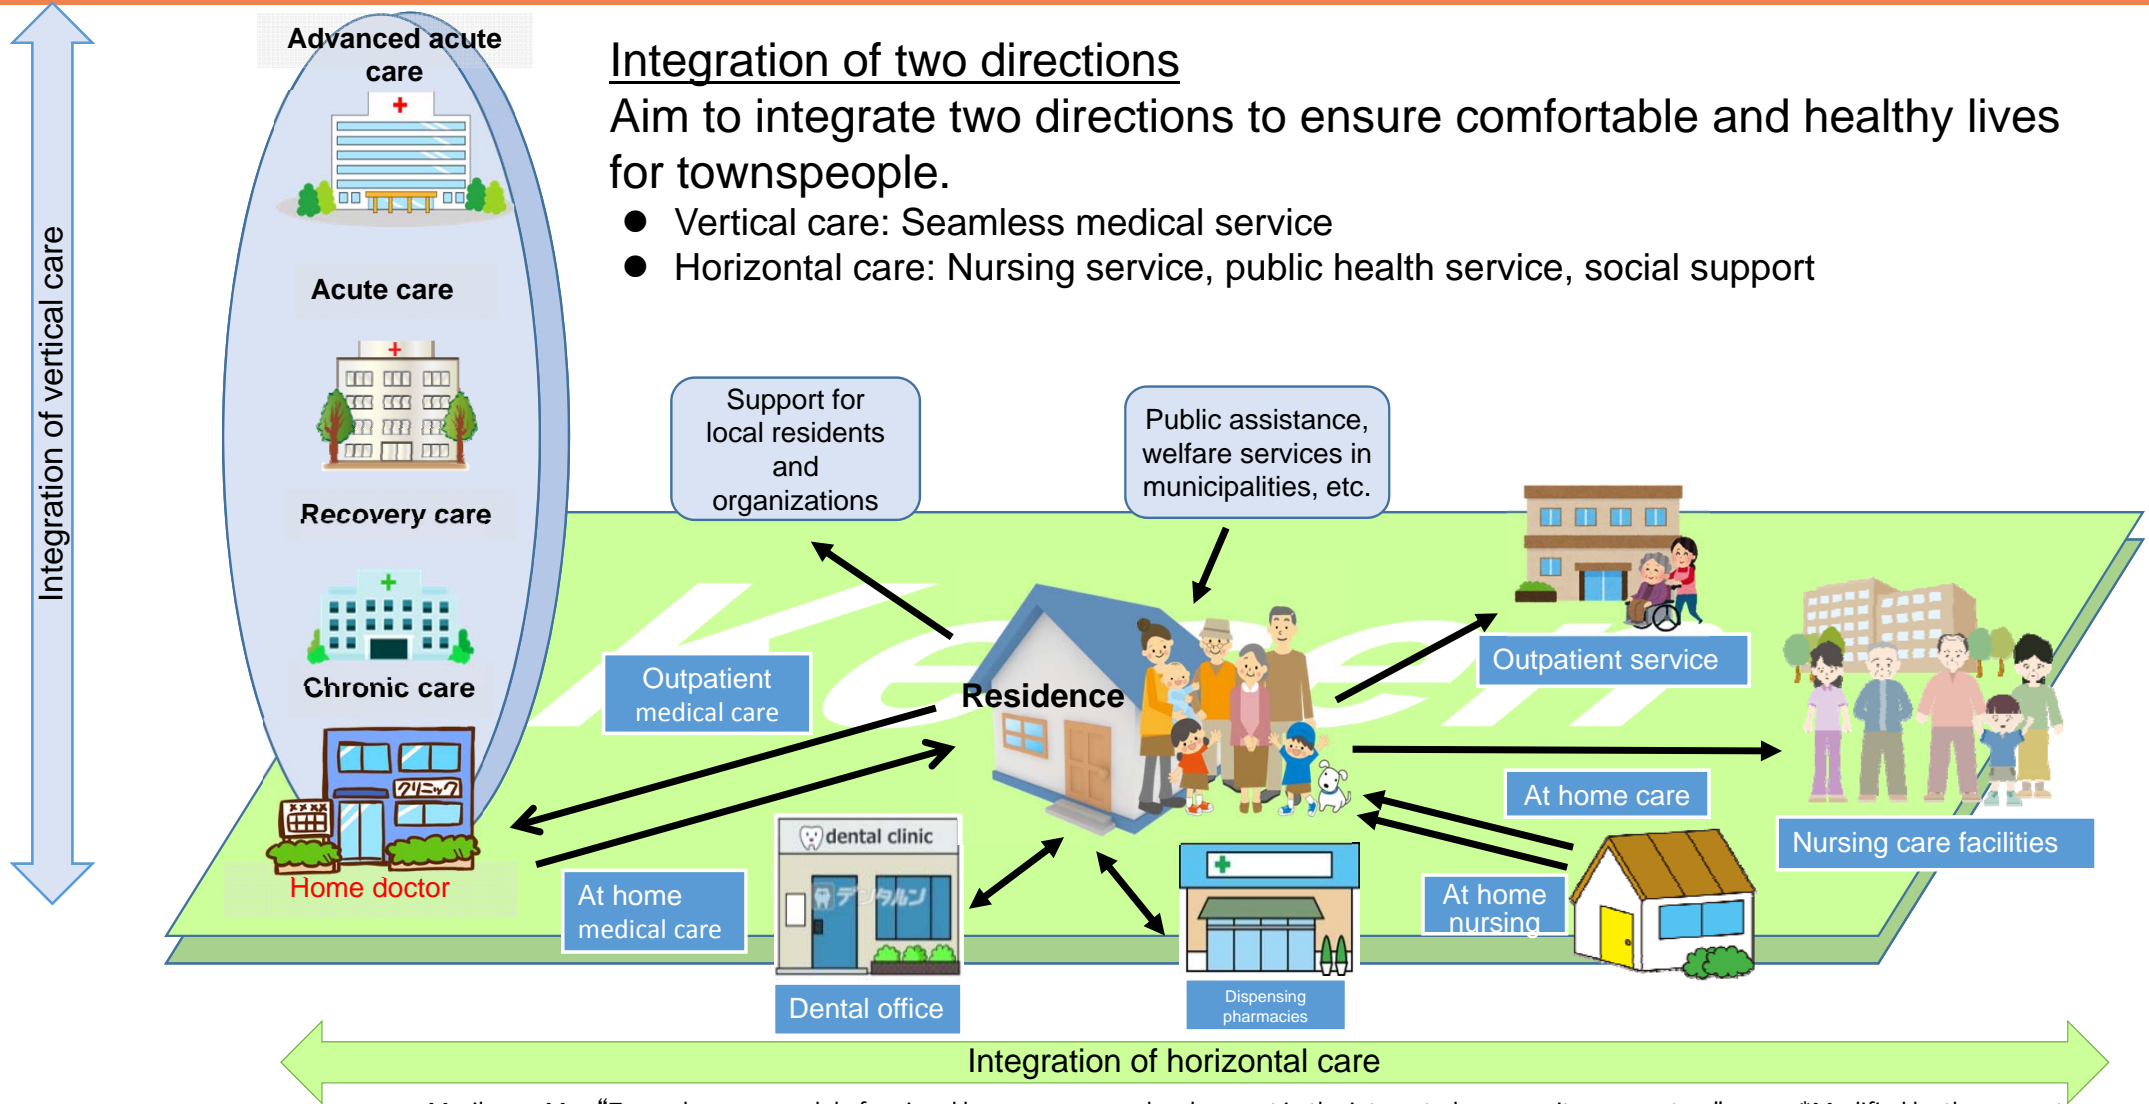 Integration of vertical care
Advanced acute
care
Acute care
Recovery care
Chronic care
クリニック
Home doctor
Integration of two directions
Aim to integrate two directions to ensure comfortable and healthy lives
for townspeople.
● Vertical care: Seamless medical service
● Horizontal care: Nursing service, public health service, social support
Support for
local residents
and
organizations
Public assistance,
welfare services in
municipalities, etc.
Outpatient
medical care
Residence
Outpatient service
At home care
Nursing care facilities
At home
medical care
dental clinic
デンタルン
Dental office
Dispensing
pharmacies
At home
nursing
Integration of horizontal care